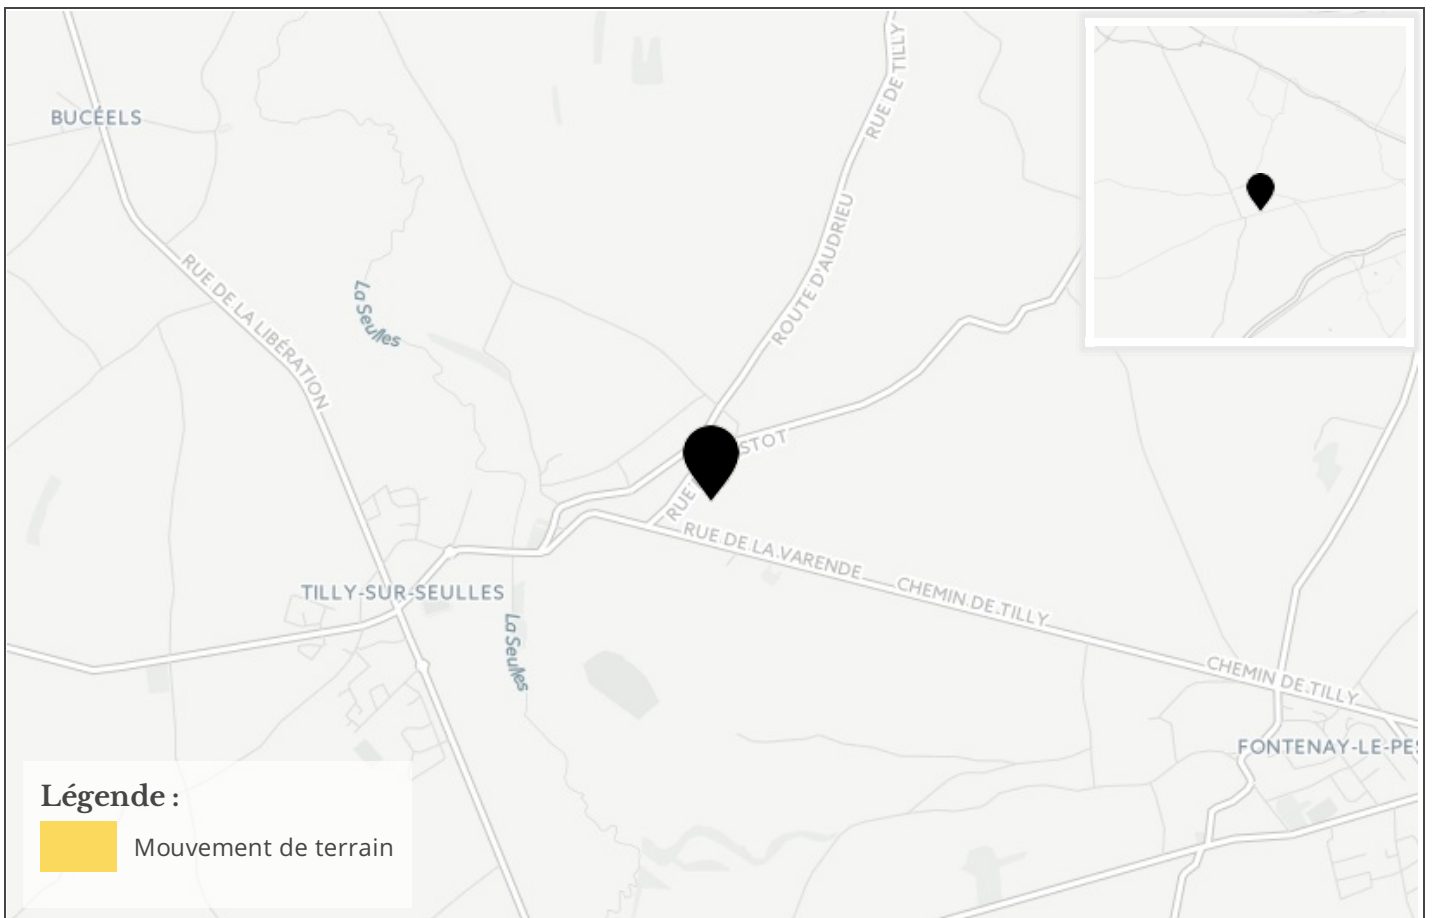 RUE DE TILLY
BUCÉELS
ROUTE D'AUDRIEU
RUE DE LA LIBÉRATION
La Seulles
STOT
RUE
RUE DE LA VARENDE
CHEMIN DE TILLY
TILLY-SUR-SEULLES
La Seulles
CHEMIN DE TILLY
FONTENAY-LE-PES
Légende :
Mouvement de terrain